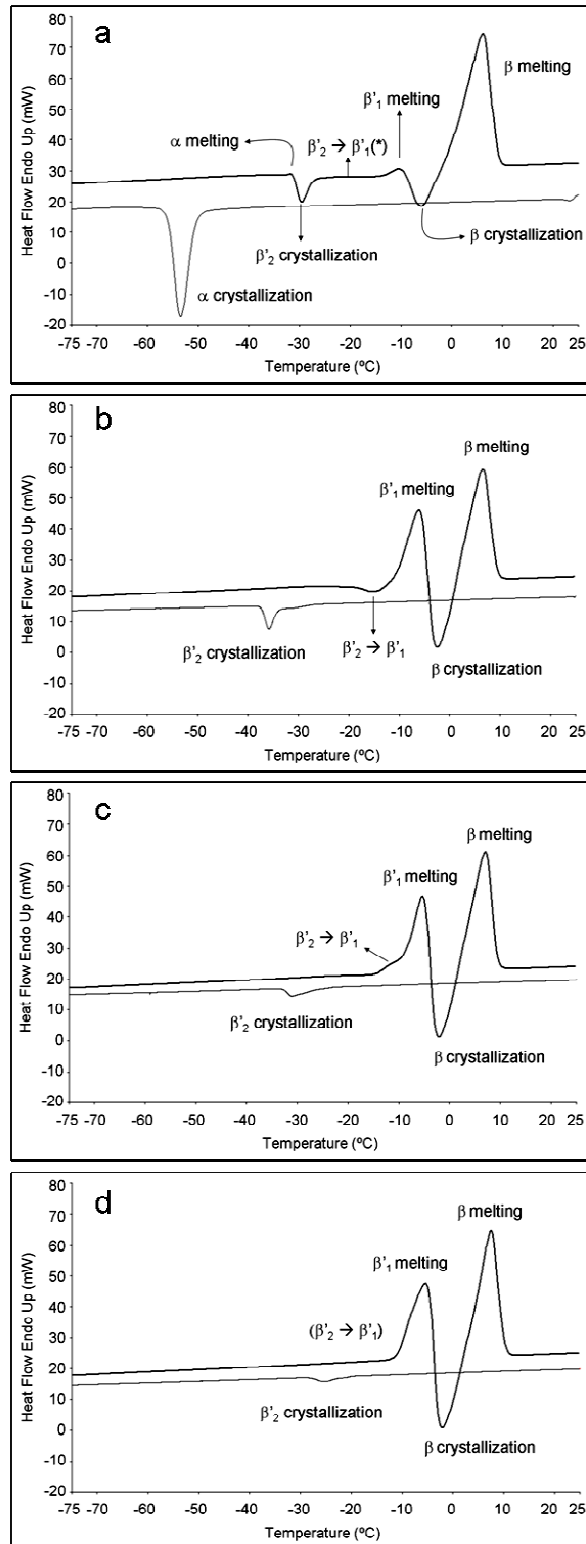 a
Heat Flow Endo Up (mW)
80
70
60
50
40
30
20
10
0
-10
-20
β melting
β'1 melting
α melting
β'2 → β'1(*)
β crystallization
β'2 crystallization
α crystallization
-75 -70 -60 -50 -40 -30 -20 -10 0 10 20 25
Temperature (ºC)
b
Heat Flow Endo Up (mW)
80
70
60
50
40
30
20
10
0
-10
-20
β melting
β'1 melting
β'2 crystallization
β'2 → β'1
β crystallization
-75 -70 -60 -50 -40 -30 -20 -10 0 10 20 25
Temperature (ºC)
c
Heat Flow Endo Up (mW)
80
70
60
50
40
30
20
10
0
-10
-20
β melting
β'1 melting
β'2 → β'1
β'2 crystallization
β crystallization
-75 -70 -60 -50 -40 -30 -20 -10 0 10 20 25
Temperature (ºC)
d
Heat Flow Endo Up (mW)
80
70
60
50
40
30
20
10
0
-10
-20
β melting
β'1 melting
(β'2 → β'1)
β'2 crystallization
β crystallization
-75 -70 -60 -50 -40 -30 -20 -10 0 10 20 25
Temperature (ºC)